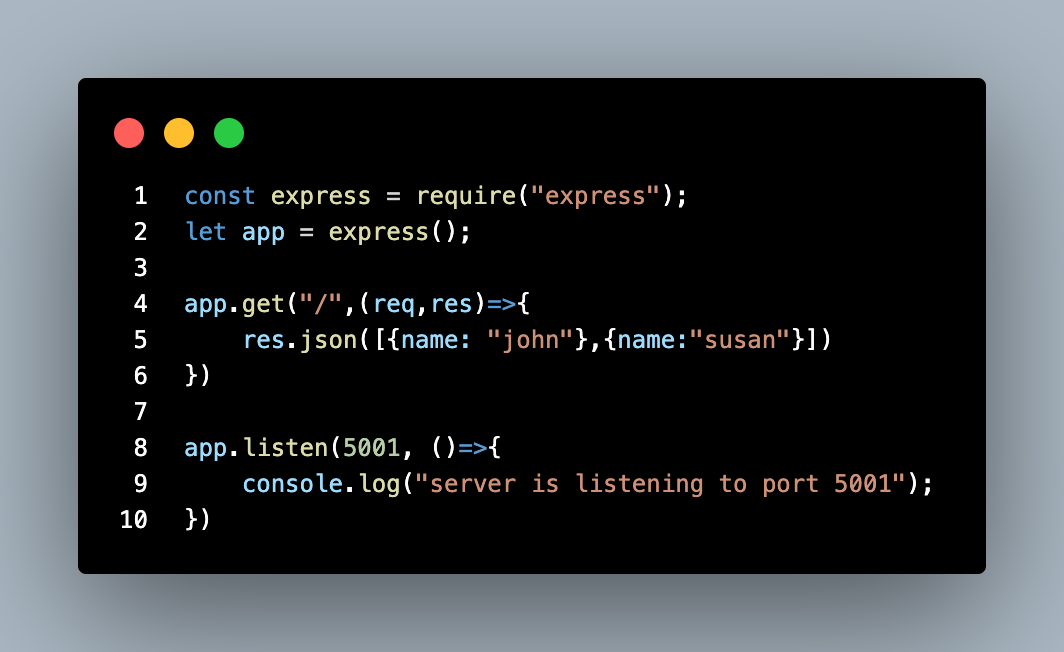 1 const express = require("express");
2 let app = express();
3
4 app.get("/",(req,res)=>{
5     res.json([{name: "john"},{name:"susan"}])
6 })
7
8 app.listen(5001, ()=>{
9     console.log("server is listening to port 5001");
10 })